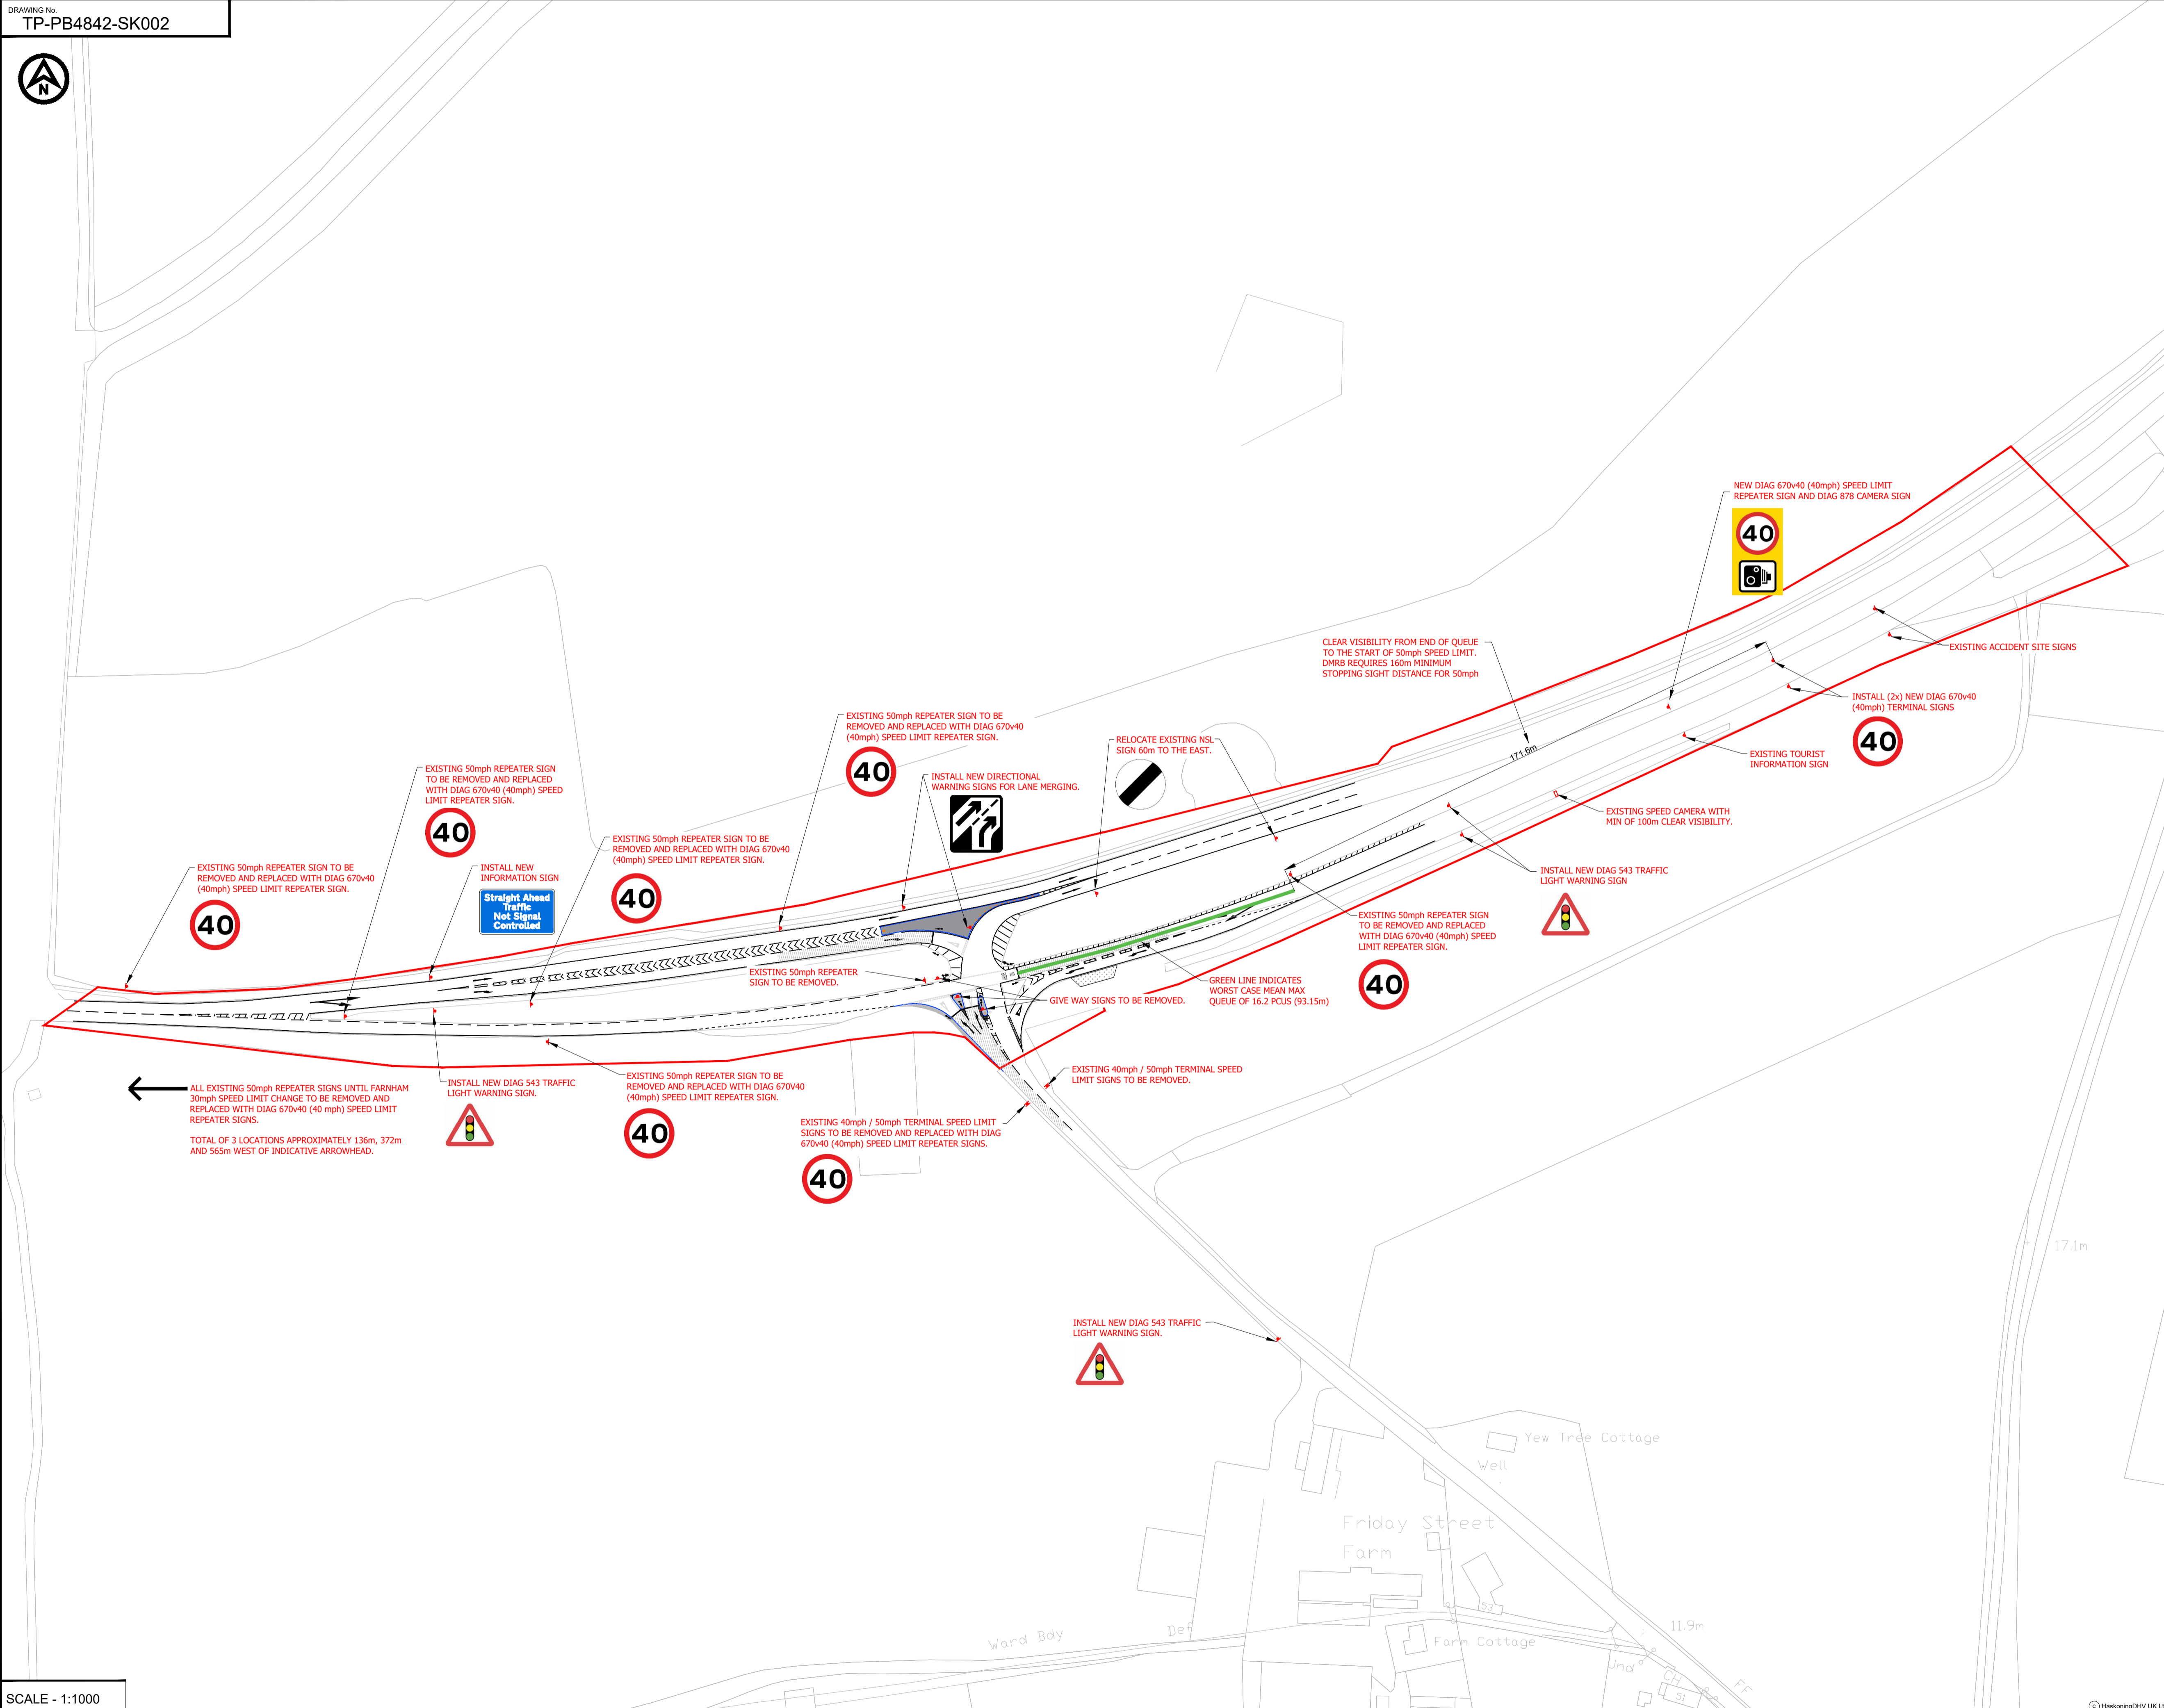 DRAWING No.
TP-PB4842-SK002
N
NEW DIAG 670v40 (40mph) SPEED LIMIT
REPEATER SIGN AND DIAG 878 CAMERA SIGN
40
CLEAR VISIBILITY FROM END OF QUEUE
TO THE START OF 50mph SPEED LIMIT.
DMRB REQUIRES 160m MINIMUM
STOPPING SIGHT DISTANCE FOR 50mph
EXISTING ACCIDENT SITE SIGNS
INSTALL (2x) NEW DIAG 670v40
(40mph) TERMINAL SIGNS
40
EXISTING TOURIST
INFORMATION SIGN
171.6m
EXISTING SPEED CAMERA WITH
MIN OF 100m CLEAR VISIBILITY.
EXISTING 50mph REPEATER SIGN TO BE
REMOVED AND REPLACED WITH DIAG 670v40
(40mph) SPEED LIMIT REPEATER SIGN.
40
RELOCATE EXISTING NSL
SIGN 60m TO THE EAST.
INSTALL NEW DIRECTIONAL
WARNING SIGNS FOR LANE MERGING.
EXISTING 50mph REPEATER SIGN
TO BE REMOVED AND REPLACED
WITH DIAG 670v40 (40mph) SPEED
LIMIT REPEATER SIGN.
40
EXISTING 50mph REPEATER SIGN TO BE
REMOVED AND REPLACED WITH DIAG 670v40
(40mph) SPEED LIMIT REPEATER SIGN.
40
EXISTING 50mph REPEATER SIGN TO BE
REMOVED AND REPLACED WITH DIAG 670v40
(40mph) SPEED LIMIT REPEATER SIGN.
40
INSTALL NEW
INFORMATION SIGN
Straight Ahead
Traffic
Not Signal
Controlled
INSTALL NEW DIAG 543 TRAFFIC
LIGHT WARNING SIGN
EXISTING 50mph REPEATER SIGN
TO BE REMOVED AND REPLACED
WITH DIAG 670v40 (40mph) SPEED
LIMIT REPEATER SIGN.
40
EXISTING 50mph REPEATER
SIGN TO BE REMOVED.
GREEN LINE INDICATES
WORST CASE MEAN MAX
QUEUE OF 16.2 PCUS (93.15m)
GIVE WAY SIGNS TO BE REMOVED.
EXISTING 40mph / 50mph TERMINAL SPEED
LIMIT SIGNS TO BE REMOVED.
ALL EXISTING 50mph REPEATER SIGNS UNTIL FARNHAM
30mph SPEED LIMIT CHANGE TO BE REMOVED AND
REPLACED WITH DIAG 670v40 (40 mph) SPEED LIMIT
REPEATER SIGNS.
TOTAL OF 3 LOCATIONS APPROXIMATELY 136m, 372m
AND 565m WEST OF INDICATIVE ARROWHEAD.
INSTALL NEW DIAG 543 TRAFFIC
LIGHT WARNING SIGN.
EXISTING 50mph REPEATER SIGN TO BE
REMOVED AND REPLACED WITH DIAG 670V40
(40mph) SPEED LIMIT REPEATER SIGN.
40
EXISTING 40mph / 50mph TERMINAL SPEED LIMIT
SIGNS TO BE REMOVED AND REPLACED WITH DIAG
670v40 (40mph) SPEED LIMIT REPEATER SIGNS.
40
17.1m
INSTALL NEW DIAG 543 TRAFFIC
LIGHT WARNING SIGN.
Yew Tree Cottage
Well
Friday Street
Farm
53
11.9m
Ward Bdy
Def
Farm Cottage
Und
CH
FF
51
SCALE - 1:1000
© HaskoningDHV UK Lt